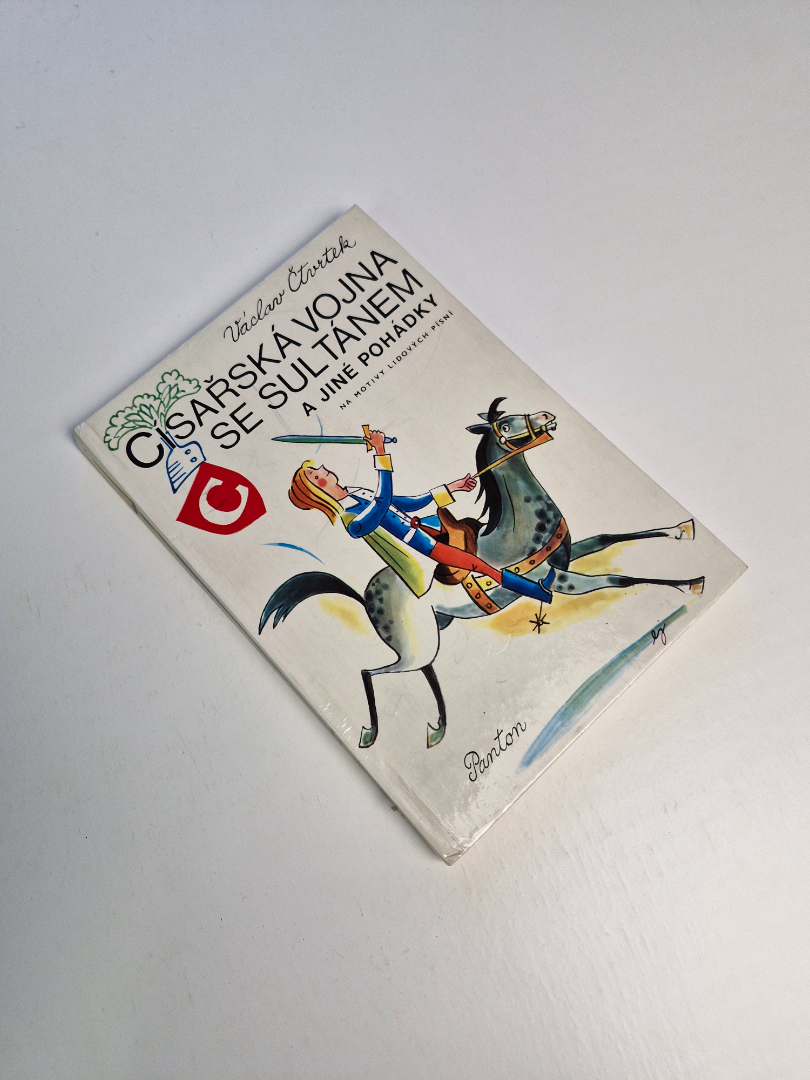 Václav Čtvrtek
CÍSAŘSKÁ VOJNA
SE SULTÁNEM
A JINÉ POHÁDKY
NA MOTIVY LIDOVÝCH PÍSNÍ
C
Panton